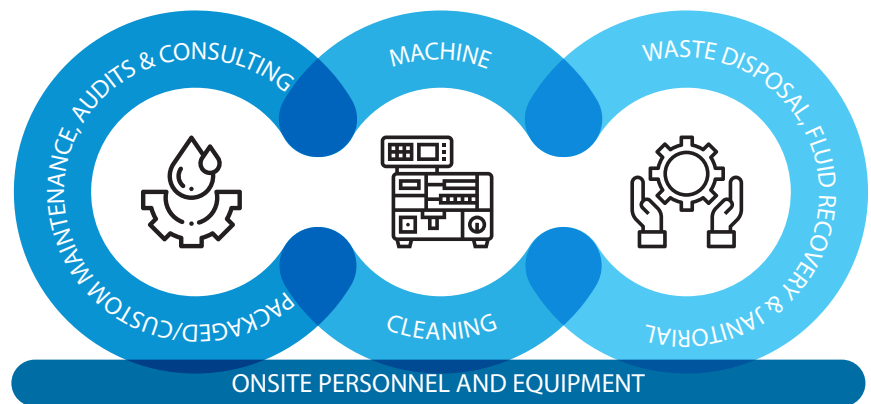 PACKAGED/CUSTOM MAINTENANCE, AUDITS & CONSULTING
MACHINE
CLEANING
WASTE DISPOSAL, FLUID RECOVERY & JANITORIAL
ONSITE PERSONNEL AND EQUIPMENT